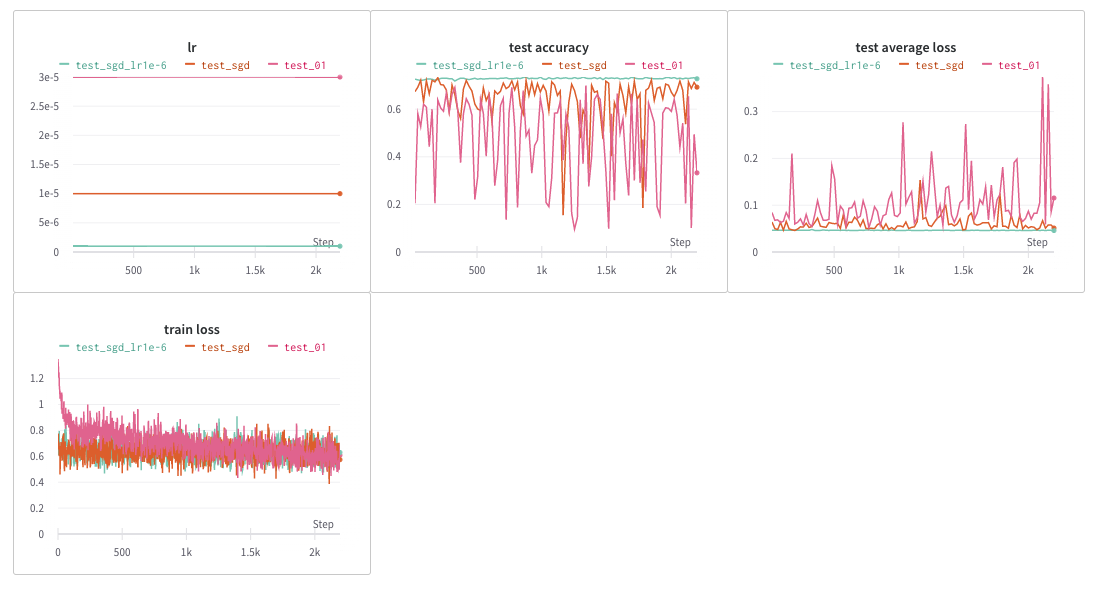 lr
test_sgd_lr1e-6 test_sgd test_01
3e-5
2.5e-5
2e-5
1.5e-5
1e-5
5e-6
0
Step
500 1k 1.5k 2k
test accuracy
test_sgd_lr1e-6 test_sgd test_01
0.6
0.4
0.2
0
Step
500 1k 1.5k 2k
test average loss
test_sgd_lr1e-6 test_sgd test_01
0.3
0.2
0.1
0
Step
500 1k 1.5k 2k
train loss
test_sgd_lr1e-6 test_sgd test_01
1.2
1
0.8
0.6
0.4
0.2
0
Step
0 500 1k 1.5k 2k